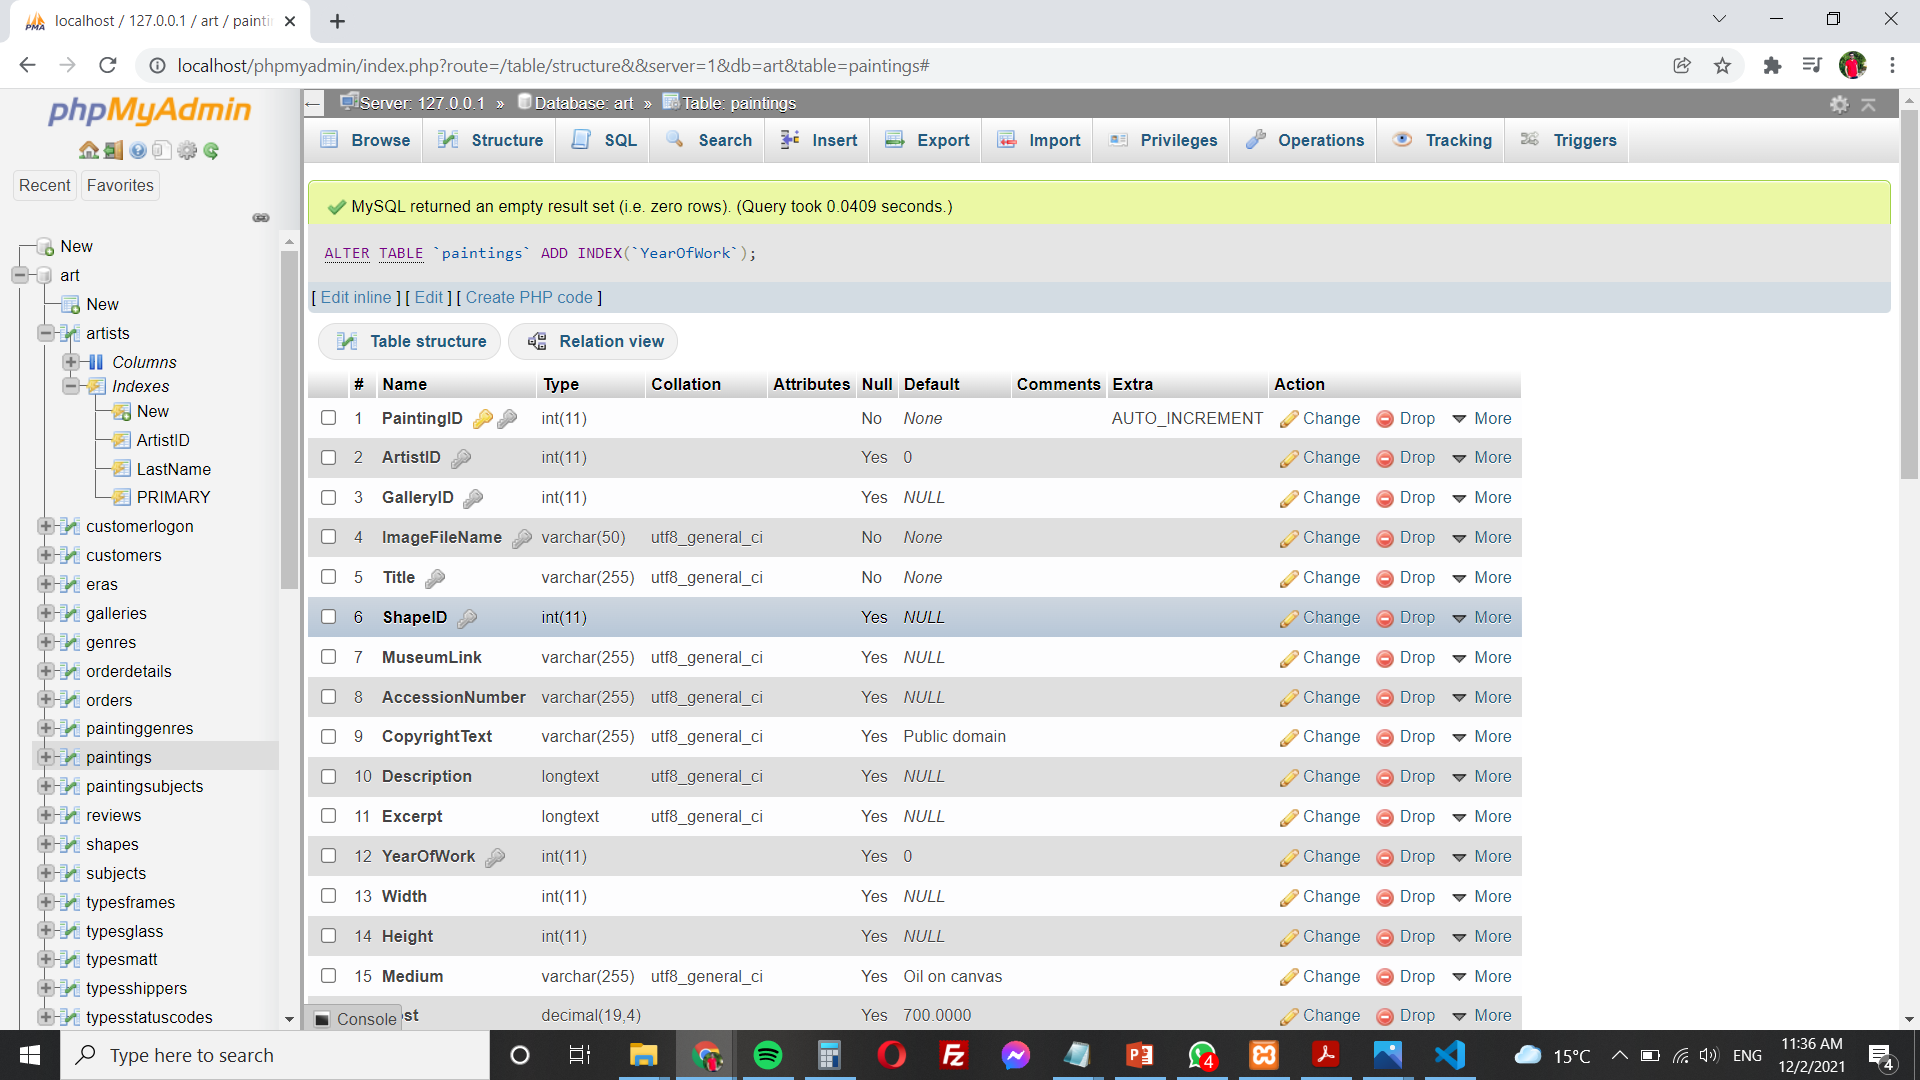 localhost / 127.0.0.1 / art / painti
localhost/phpmyadmin/index.php?route=/table/structure&&server=1&db=art&table=paintings#
phpMyAdmin
Recent Favorites
New
art
New
artists
Columns
Indexes
New
ArtistID
LastName
PRIMARY
customerlogon
customers
eras
galleries
genres
orderdetails
orders
paintinggenres
paintings
paintingsubjects
reviews
shapes
subjects
typesframes
typesglass
typesmatt
typesshippers
typesstatuscodes
Server: 127.0.0.1 » Database: art » Table: paintings
Browse Structure SQL Search Insert Export Import Privileges Operations Tracking Triggers
MySQL returned an empty result set (i.e. zero rows). (Query took 0.0409 seconds.)
ALTER TABLE `paintings` ADD INDEX(`YearOfWork`);
[ Edit inline ] [ Edit ] [ Create PHP code ]
Table structure Relation view
# Name Type Collation Attributes Null Default Comments Extra Action
1 PaintingID int(11) No None AUTO_INCREMENT Change Drop More
2 ArtistID int(11) Yes 0 Change Drop More
3 GalleryID int(11) Yes NULL Change Drop More
4 ImageFileName varchar(50) utf8_general_ci No None Change Drop More
5 Title varchar(255) utf8_general_ci No None Change Drop More
6 ShapeID int(11) Yes NULL Change Drop More
7 MuseumLink varchar(255) utf8_general_ci Yes NULL Change Drop More
8 AccessionNumber varchar(255) utf8_general_ci Yes NULL Change Drop More
9 CopyrightText varchar(255) utf8_general_ci Yes Public domain Change Drop More
10 Description longtext utf8_general_ci Yes NULL Change Drop More
11 Excerpt longtext utf8_general_ci Yes NULL Change Drop More
12 YearOfWork int(11) Yes 0 Change Drop More
13 Width int(11) Yes NULL Change Drop More
14 Height int(11) Yes NULL Change Drop More
15 Medium varchar(255) utf8_general_ci Yes Oil on canvas Change Drop More
st decimal(19,4) Yes 700.0000 Change Drop More
Console
Type here to search
4
15°C ENG
11:36 AM
12/2/2021
4